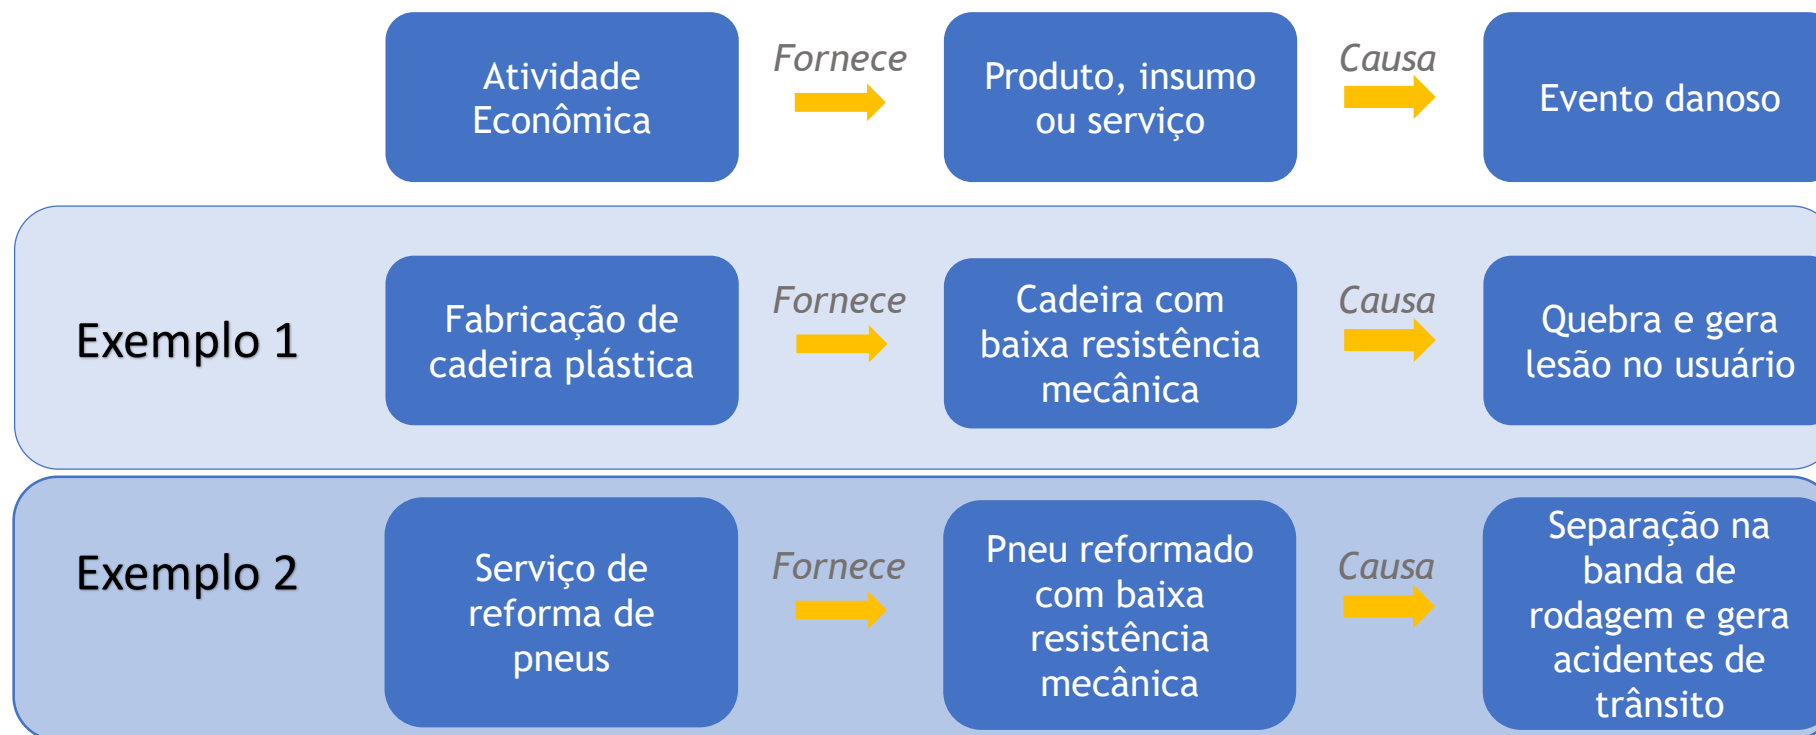 Atividade
Econômica
Fornece
Produto, insumo
ou serviço
Causa
Evento danoso
Exemplo 1
Fabricação de
cadeira plástica
Fornece
Cadeira com
baixa resistência
mecânica
Causa
Quebra e gera
lesão no usuário
Exemplo 2
Serviço de
reforma de
pneus
Fornece
Pneu reformado
com baixa
resistência
mecânica
Causa
Separação na
banda de
rodagem e gera
acidentes de
trânsito